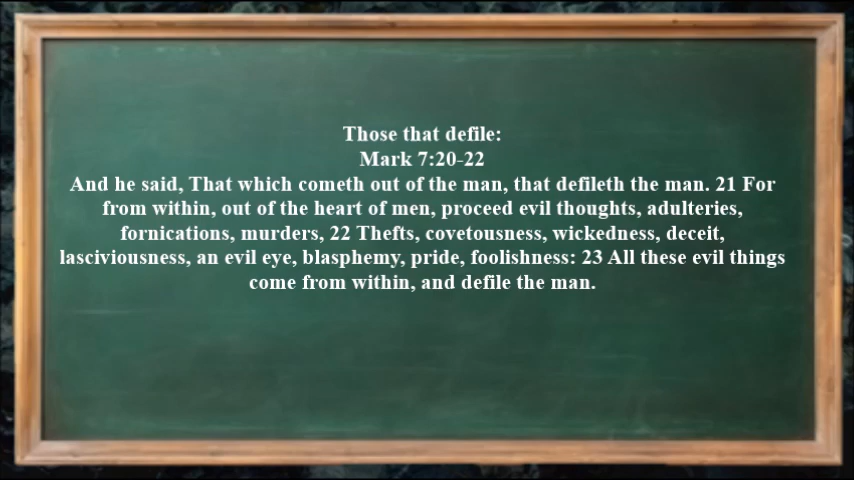 Those that defile:
Mark 7:20-22
And he said, That which cometh out of the man, that defileth the man. 21 For
from within, out of the heart of men, proceed evil thoughts, adulteries,
fornications, murders, 22 Thefts, covetousness, wickedness, deceit,
lasciviousness, an evil eye, blasphemy, pride, foolishness: 23 All these evil things
come from within, and defile the man.